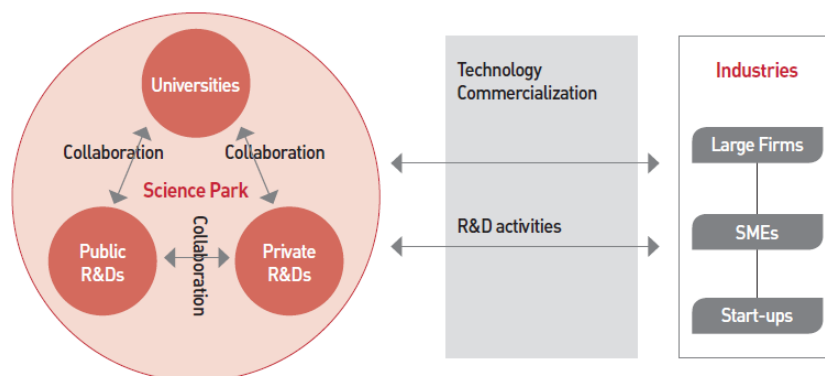 Universities
Collaboration
Collaboration
Science Park
Public
R&Ds
Collaboration
Private
R&Ds
Technology
Commercialization
R&D activities
Industries
Large Firms
SMEs
Start-ups